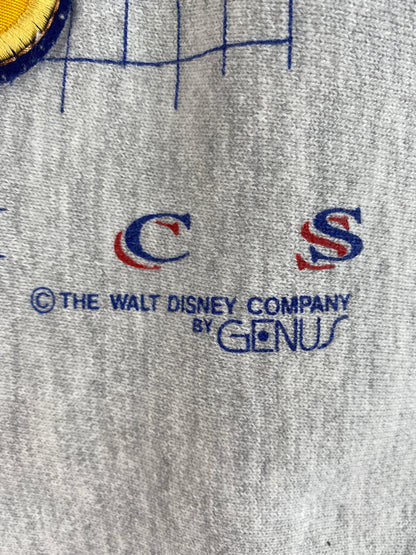 C S
© THE WALT DISNEY COMPANY
BY GENUS